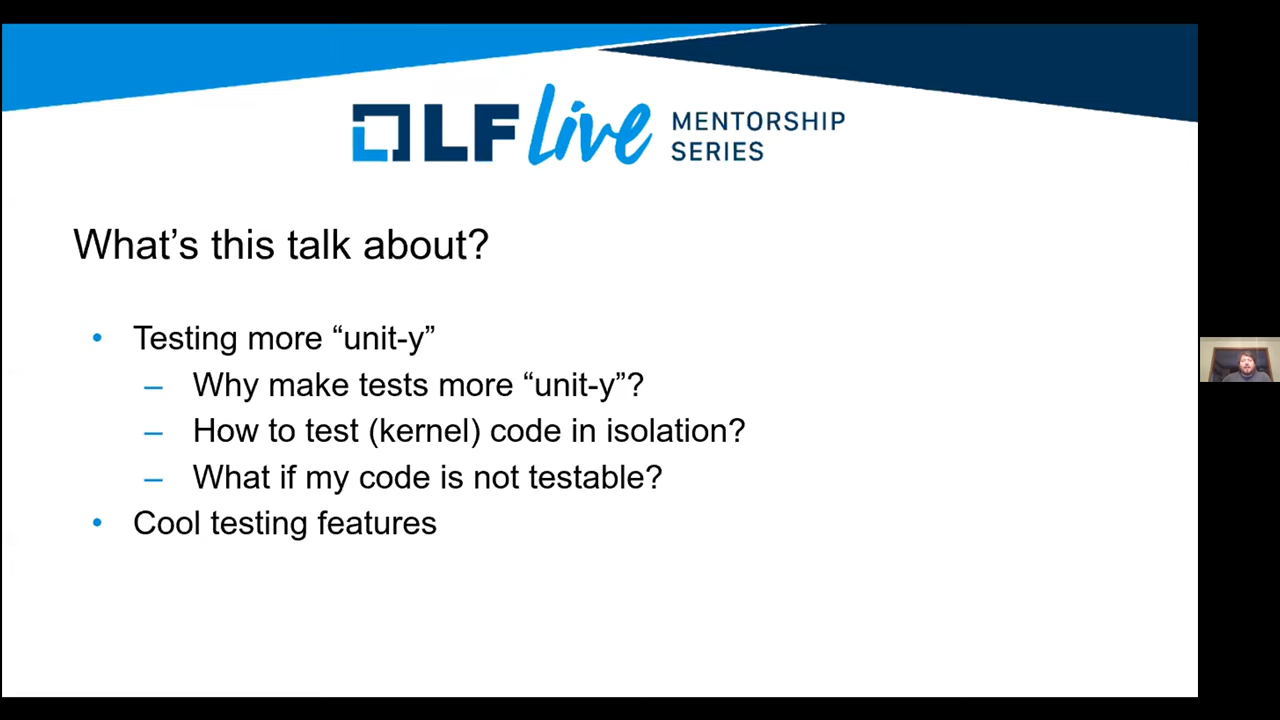 LF Live MENTORSHIP
SERIES
What’s this talk about?
• Testing more “unit-y”
– Why make tests more “unit-y”?
– How to test (kernel) code in isolation?
– What if my code is not testable?
• Cool testing features